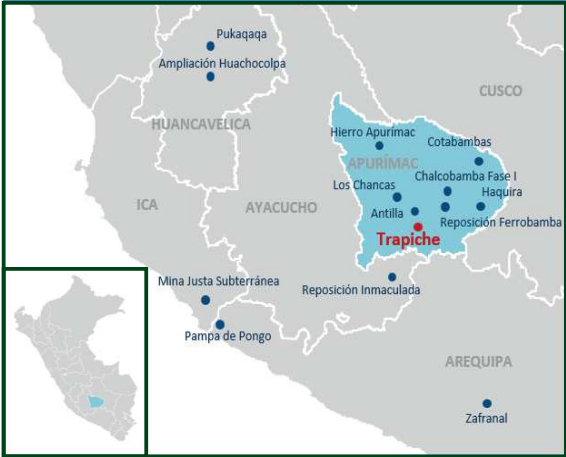 Pukaqaqa
Ampliación Huachocolpa
CUSCO
HUANCAVELICA
Hierro Apurímac
Cotabambas
APURÍMAC
Chalcobamba Fase I
Los Chancas
Haquira
ICA
AYACUCHO
Antilla
Reposición Ferrobamba
Trapiche
Mina Justa Subterránea
Reposición Inmaculada
Pampa de Pongo
AREQUIPA
Zafranal